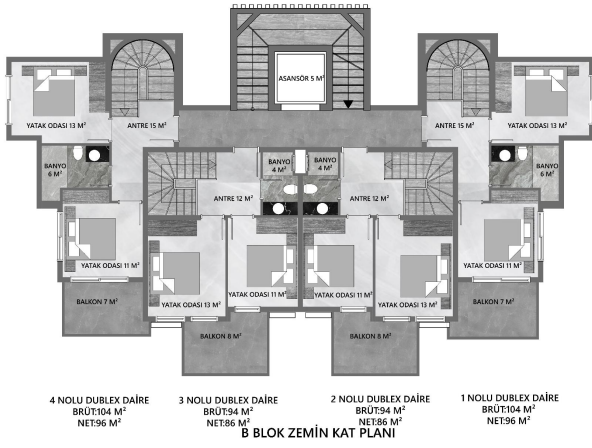 ASANSÖR 5 M²
YATAK ODASI 13 M²
ANTRE 15 M²
ANTRE 15 M²
YATAK ODASI 13 M²
BANYO
6 M²
BANYO
4 M²
BANYO
4 M²
BANYO
6 M²
ANTRE 12 M²
ANTRE 12 M²
YATAK ODASI 11 M²
YATAK ODASI 13 M²
YATAK ODASI 11 M²
YATAK ODASI 11 M²
YATAK ODASI 13 M²
YATAK ODASI 11 M²
BALKON 7 M²
BALKON 8 M²
BALKON 8 M²
BALKON 7 M²
4 NOLU DUBLEX DAİRE
BRÜT:104 M²
NET:96 M²
3 NOLU DUBLEX DAİRE
BRÜT:94 M²
NET:86 M²
2 NOLU DUBLEX DAİRE
BRÜT:94 M²
NET:86 M²
1 NOLU DUBLEX DAİRE
BRÜT:104 M²
NET:96 M²
B BLOK ZEMİN KAT PLANI